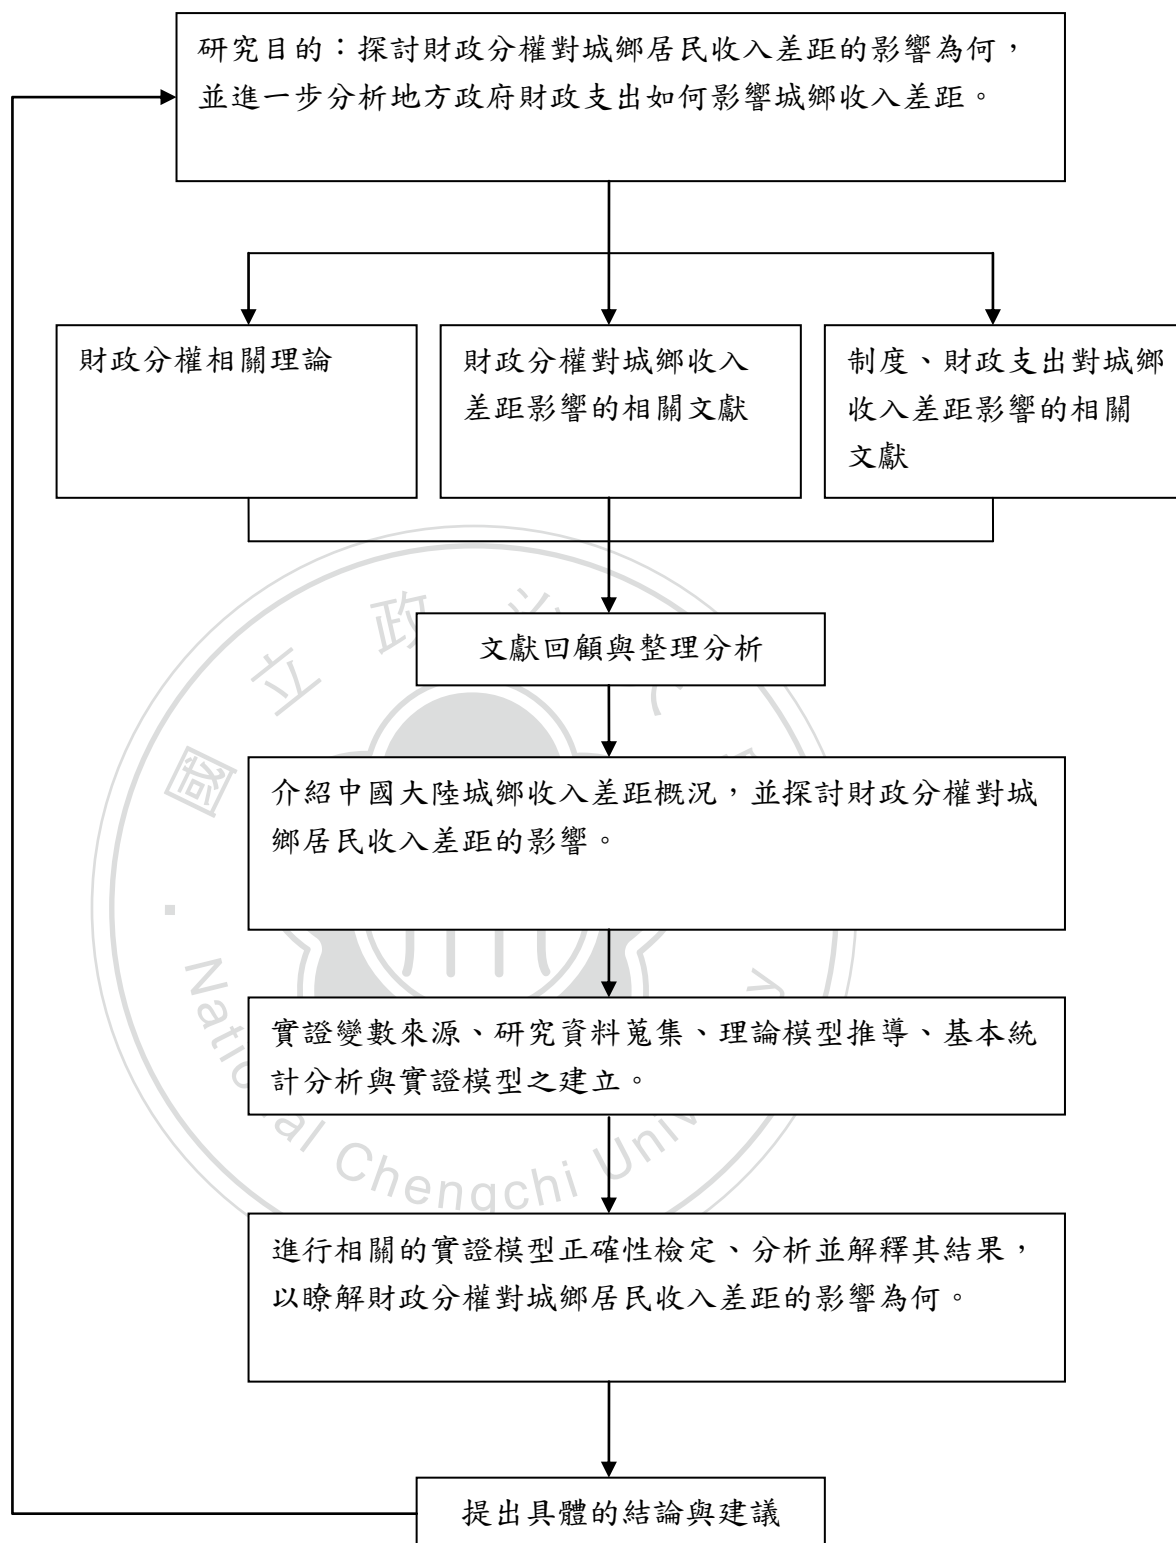 研究目的：探討財政分權對城鄉居民收入差距的影響為何，
並進一步分析地方政府財政支出如何影響城鄉收入差距。
財政分權相關理論
財政分權對城鄉收入
差距影響的相關文獻
制度、財政支出對城鄉
收入差距影響的相關
文獻
文獻回顧與整理分析
介紹中國大陸城鄉收入差距概況，並探討財政分權對城
鄉居民收入差距的影響。
實證變數來源、研究資料蒐集、理論模型推導、基本統
計分析與實證模型之建立。
進行相關的實證模型正確性檢定、分析並解釋其結果，
以瞭解財政分權對城鄉居民收入差距的影響為何。
提出具體的結論與建議
國立政
Chengchi